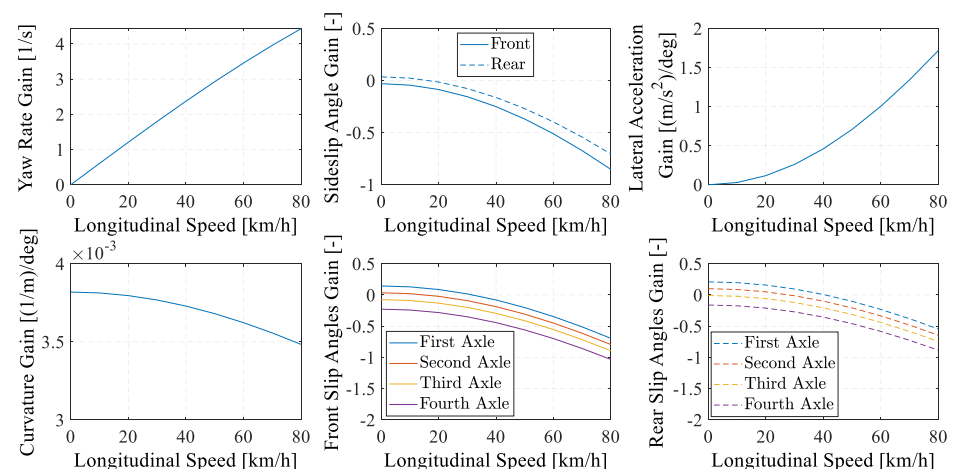 Yaw Rate Gain [1/s]
4
3
2
1
0
0 20 40 60 80
Longitudinal Speed [km/h]
Sideslip Angle Gain [-]
0.5
0
-0.5
-1
Front
Rear
0 20 40 60 80
Longitudinal Speed [km/h]
Lateral Acceleration
Gain [(m/s²)/deg]
2
1.5
1
0.5
0
0 20 40 60 80
Longitudinal Speed [km/h]
Curvature Gain [(1/m)/deg]
×10⁻³
4
3.5
3
0 20 40 60 80
Longitudinal Speed [km/h]
Front Slip Angles Gain [-]
0.5
0
-0.5
-1
-1.5
-2
First Axle
Second Axle
Third Axle
Fourth Axle
0 20 40 60 80
Longitudinal Speed [km/h]
Rear Slip Angles Gain [-]
0.5
0
-0.5
-1
-1.5
-2
First Axle
Second Axle
Third Axle
Fourth Axle
0 20 40 60 80
Longitudinal Speed [km/h]